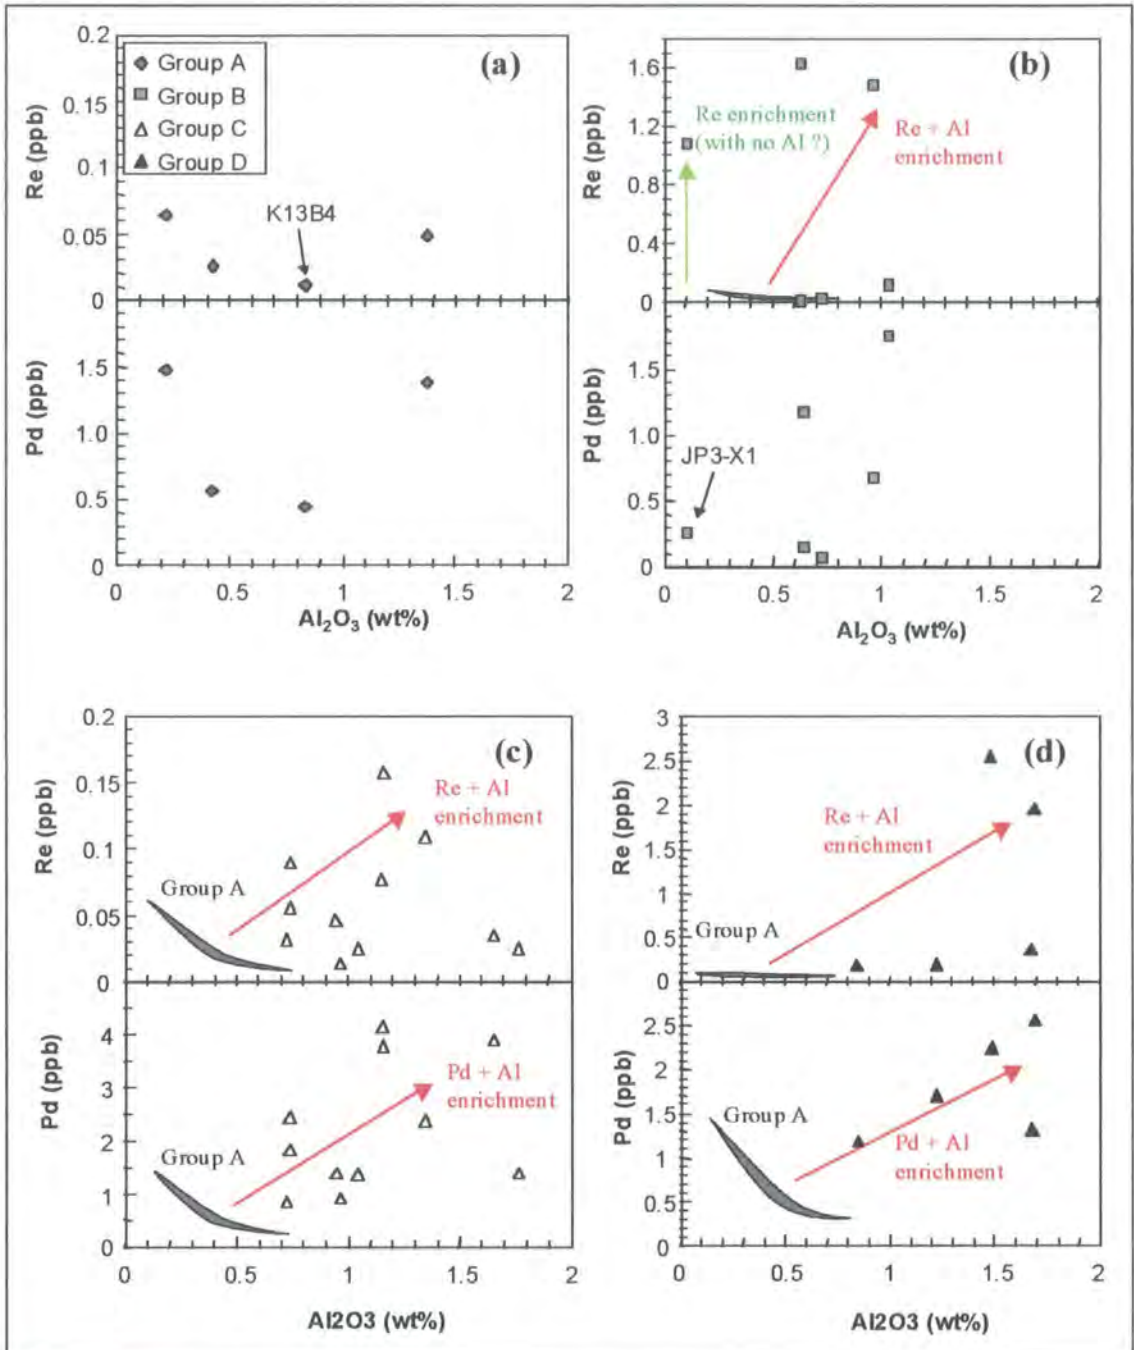 (a)
Group A
Group B
Group C
Group D
0.2
0.15
0.1
0.05
0
Re (ppb)
K13B4
1.5
1.0
0.5
0
Pd (ppb)
0 0.5 1 1.5 2
Al₂O₃ (wt%)
(b)
1.6
1.2
0.8
0.4
0
Re (ppb)
Re enrichment
(with no Al ?)
Re + Al
enrichment
1.5
1.0
0.5
0
Pd (ppb)
JP3-X1
0 0.5 1 1.5 2
Al₂O₃ (wt%)
(c)
0.2
0.15
0.1
0.05
0
Re (ppb)
Re + Al
enrichment
Group A
4
3
2
1
0
Pd (ppb)
Pd + Al
enrichment
Group A
0 0.5 1 1.5 2
Al2O3 (wt%)
(d)
3
2.5
2
1.5
1
0.5
0
Re (ppb)
Re + Al
enrichment
Group A
2.5
2
1.5
1
0.5
0
Pd (ppb)
Group A
Pd + Al
enrichment
0 0.5 1 1.5 2
Al2O3 (wt%)